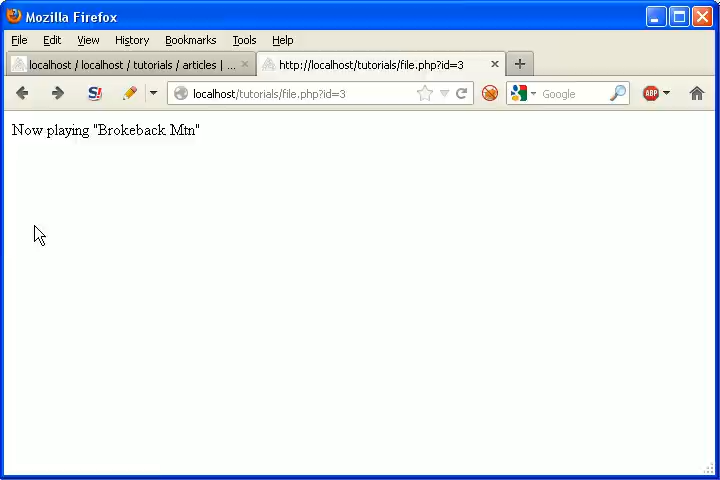 Mozilla Firefox
File Edit View History Bookmarks Tools Help
localhost / localhost / tutorials / articles | ... http://localhost/tutorials/file.php?id=3
S! localhost/tutorials/file.php?id=3 Google ABP
Now playing "Brokeback Mtn"